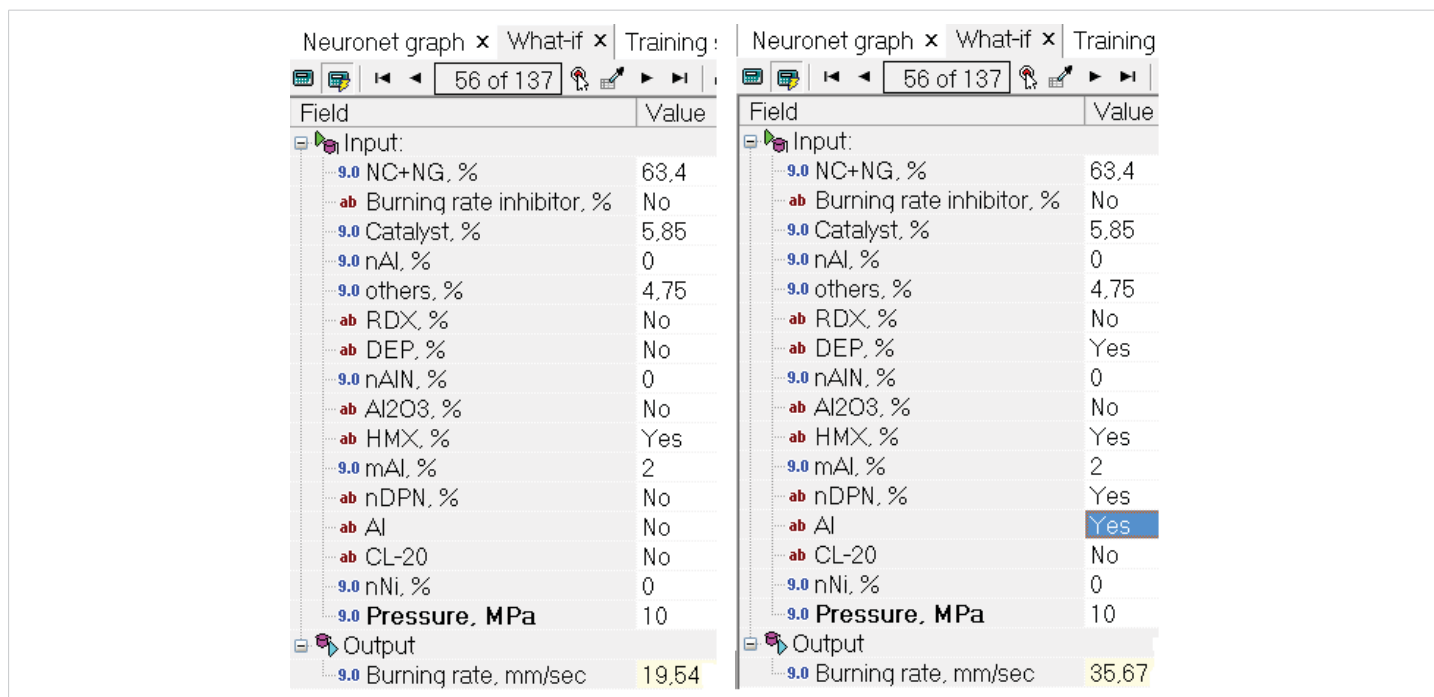 Neuronet graph x What-if x Training s
56 of 137
Field Value
Input:
9.0 NC+NG, % 63,4
ab Burning rate inhibitor, % No
9.0 Catalyst, % 5,85
9.0 nAl, % 0
9.0 others, % 4,75
ab RDX, % No
ab DEP, % No
9.0 nAlN, % 0
ab Al2O3, % No
ab HMX, % Yes
9.0 mAl, % 2
ab nDPN, % No
ab Al No
ab CL-20 No
9.0 nNi, % 0
9.0 Pressure, MPa 10
Output
9.0 Burning rate, mm/sec 19,54
Neuronet graph x What-if x Training
56 of 137
Field Value
Input:
9.0 NC+NG, % 63,4
ab Burning rate inhibitor, % No
9.0 Catalyst, % 5,85
9.0 nAl, % 0
9.0 others, % 4,75
ab RDX, % No
ab DEP, % Yes
9.0 nAlN, % 0
ab Al2O3, % No
ab HMX, % Yes
9.0 mAl, % 2
ab nDPN, % Yes
ab Al Yes
ab CL-20 No
9.0 nNi, % 0
9.0 Pressure, MPa 10
Output
9.0 Burning rate, mm/sec 35,67